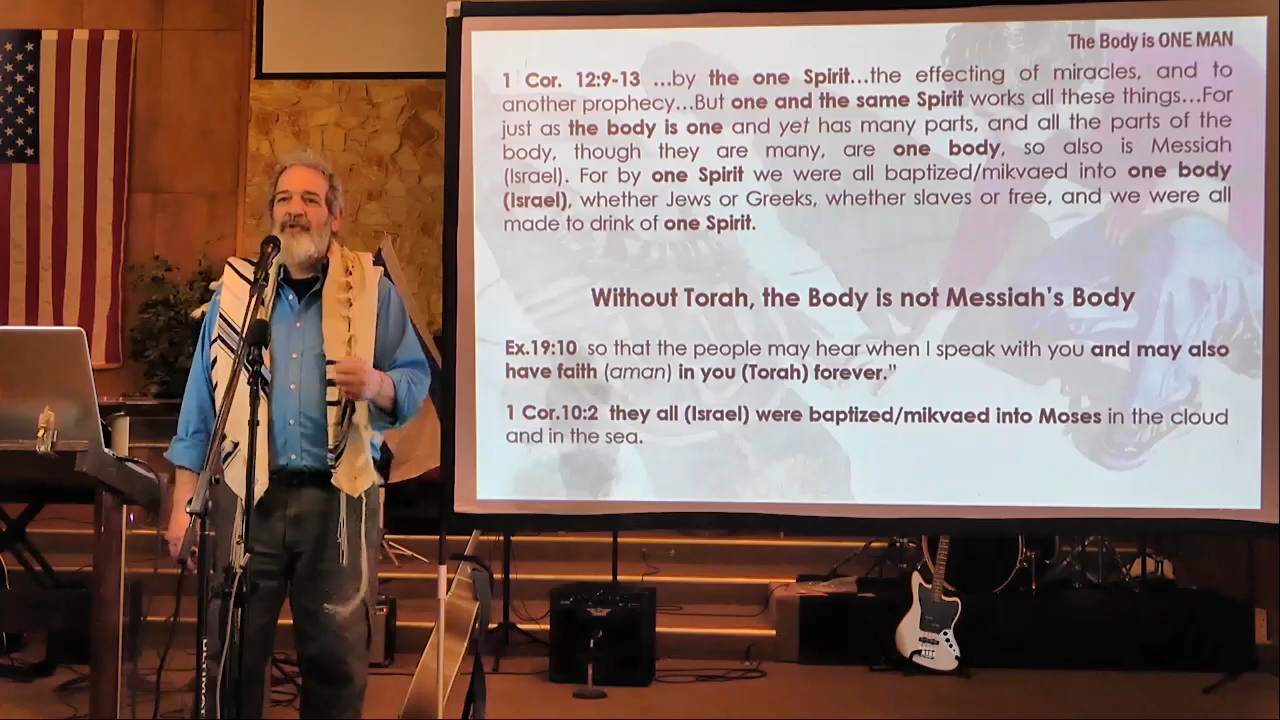 The Body is ONE MAN
1 Cor. 12:9-13 …by the one Spirit…the effecting of miracles, and to
another prophecy…But one and the same Spirit works all these things…For
just as the body is one and yet has many parts, and all the parts of the
body, though they are many, are one body, so also is Messiah
(Israel). For by one Spirit we were all baptized/mikvaed into one body
(Israel), whether Jews or Greeks, whether slaves or free, and we were all
made to drink of one Spirit.
Without Torah, the Body is not Messiah's Body
Ex.19:10 so that the people may hear when I speak with you and may also
have faith (aman) in you (Torah) forever."
1 Cor.10:2 they all (Israel) were baptized/mikvaed into Moses in the cloud
and in the sea.